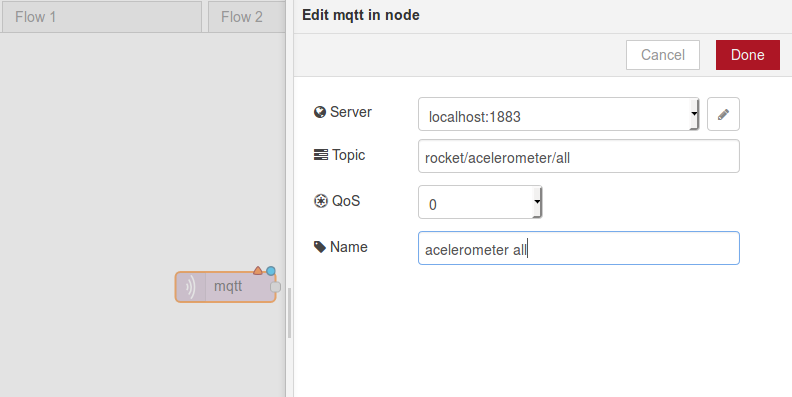 Flow 1
Flow 2
Edit mqtt in node
Cancel
Done
Server
localhost:1883
Topic
rocket/acelerometer/all
QoS
0
Name
acelerometer all
mqtt